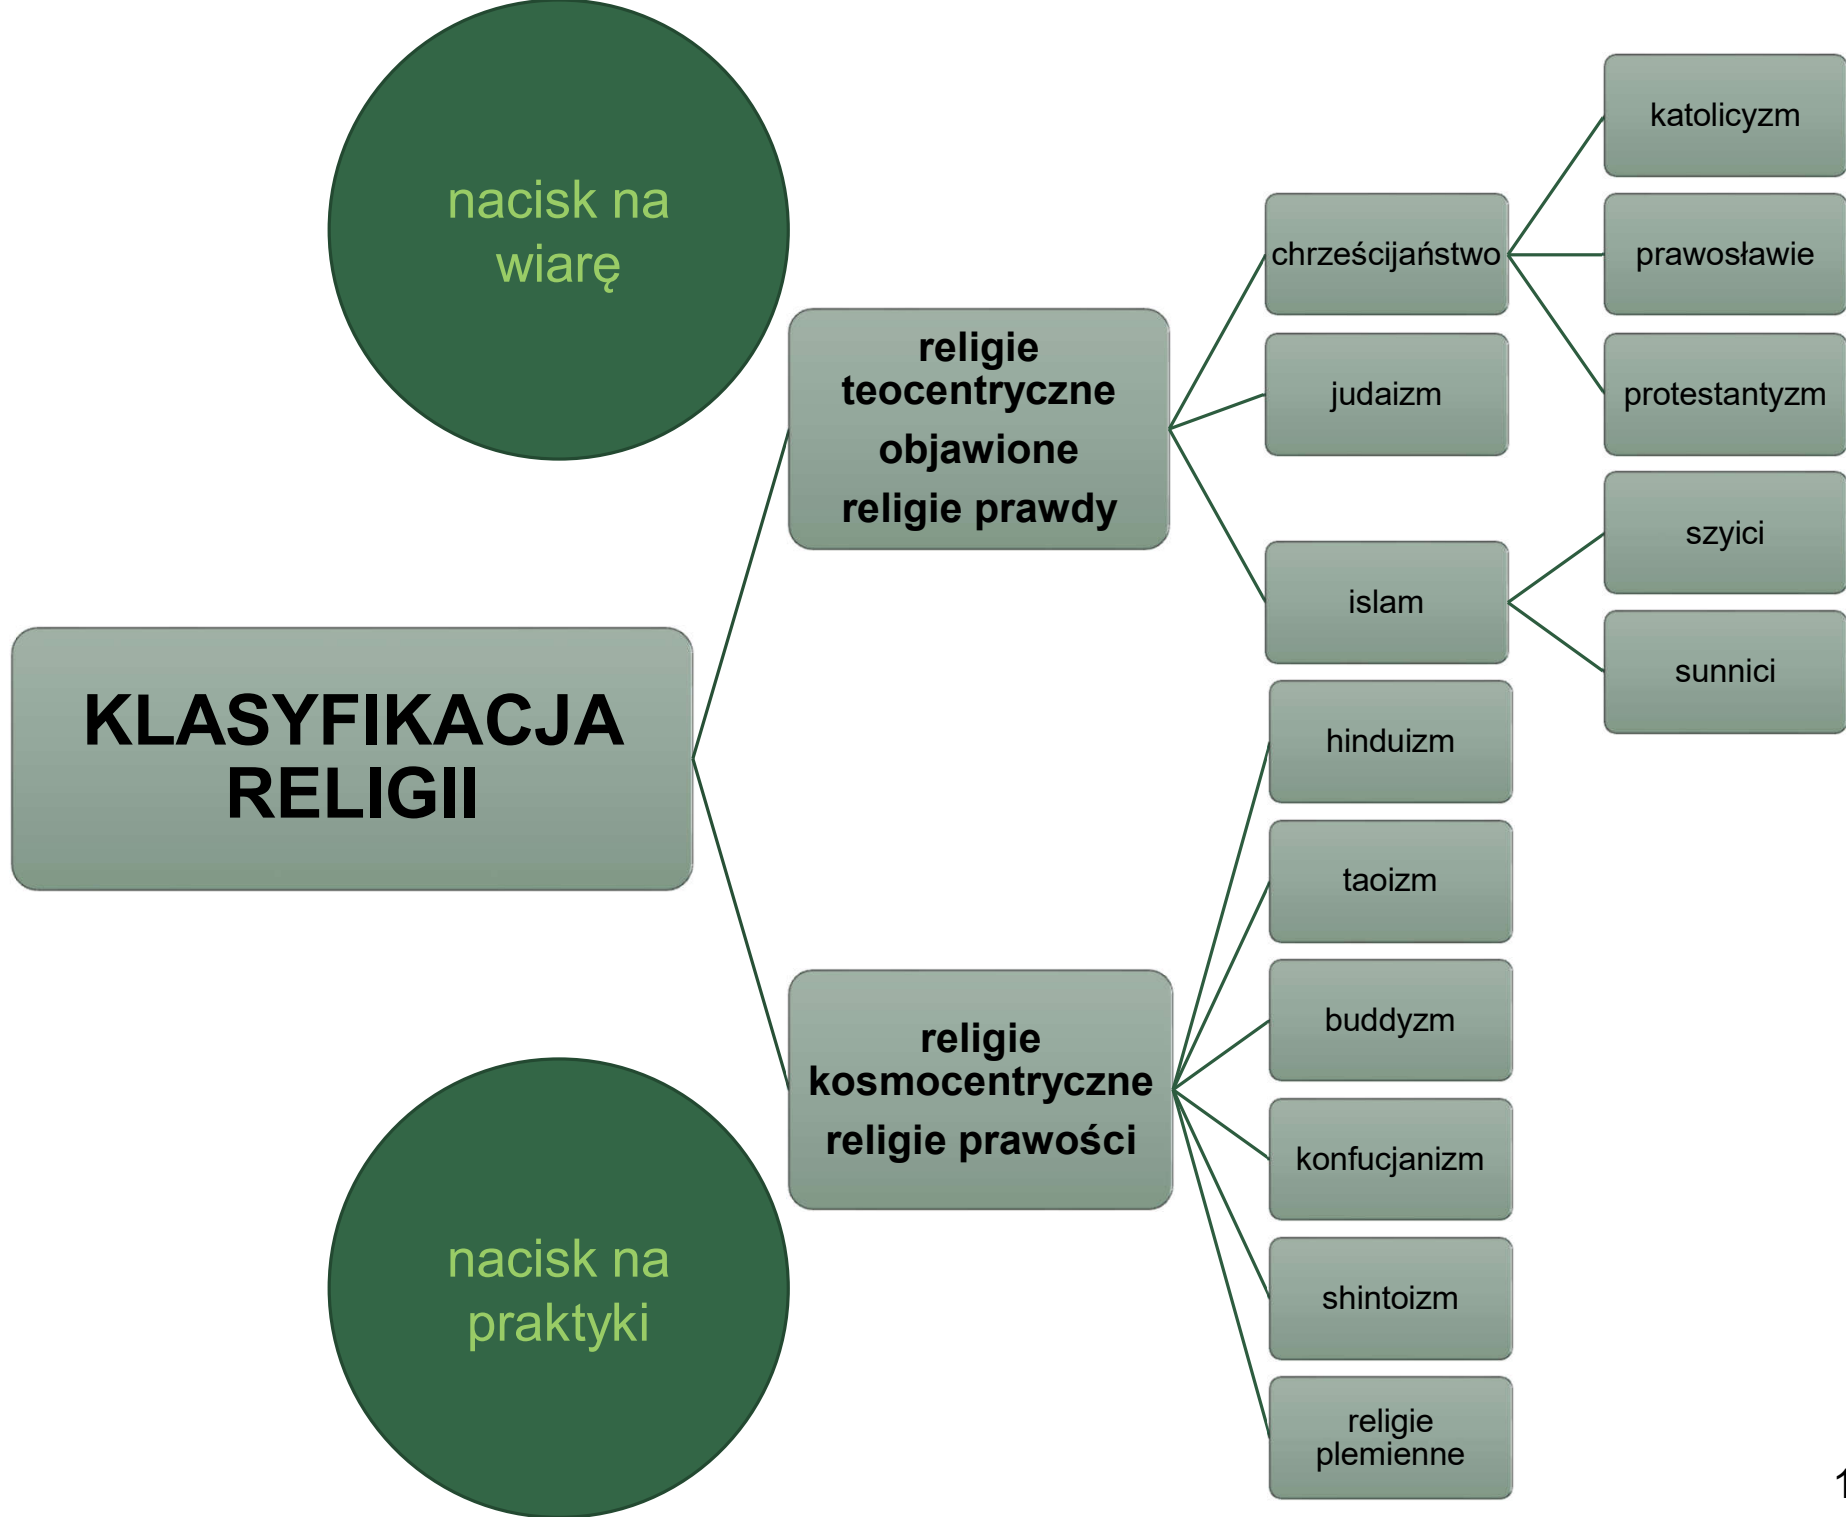 nacisk na
wiarę
KLASYFIKACJA
RELIGII
nacisk na
praktyki
religie
teocentryczne
objawione
religie prawdy
religie
kosmocentryczne
religie prawości
chrześcijaństwo
judaizm
islam
hinduizm
taoizm
buddyzm
konfucjanizm
shintoizm
religie
plemienne
katolicyzm
prawosławie
protestantyzm
szyici
sunnici